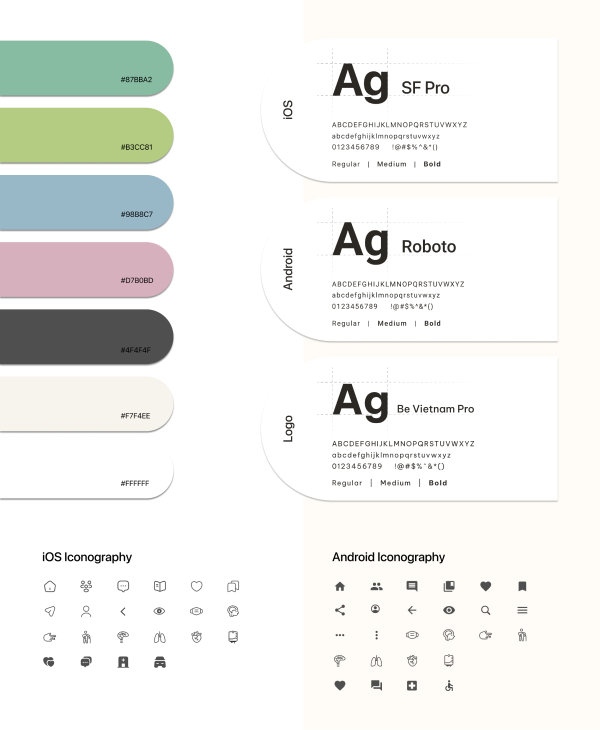 #87BBA2
#B3CC81
#98B8C7
#D7B0BD
#4F4F4F
#F7F4EE
#FFFFFF
iOS
Ag SF Pro
ABCDEFGHIJKLMNOPQRSTUVWXYZ
abcdefghijklmnopqrstuvwxyz
0123456789 !@#$%^&*()
Regular | Medium | Bold
Android
Ag Roboto
ABCDEFGHIJKLMNOPQRSTUVWXYZ
abcdefghijklmnopqrstuvwxyz
0123456789 !@#$%^&*()
Regular | Medium | Bold
Logo
Ag Be Vietnam Pro
ABCDEFGHIJKLMNOPQRSTUVWXYZ
abcdefghijklmnopqrstuvwxyz
0123456789 !@#$%^&*()
Regular | Medium | Bold
iOS Iconography
Android Iconography